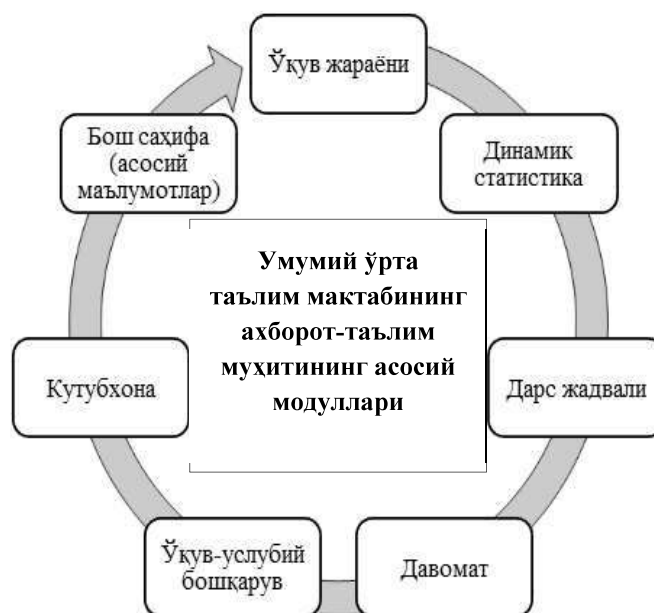 Ўқув жараёни
Динамик
статистика
Дарс жадвали
Давомат
Ўқув-услубий
бошқарув
Кутубхона
Бош саҳифа
(асосий
маълумотлар)
Умумий ўрта
таълим мактабининг
ахборот-таълим
муҳитининг асосий
модуллари